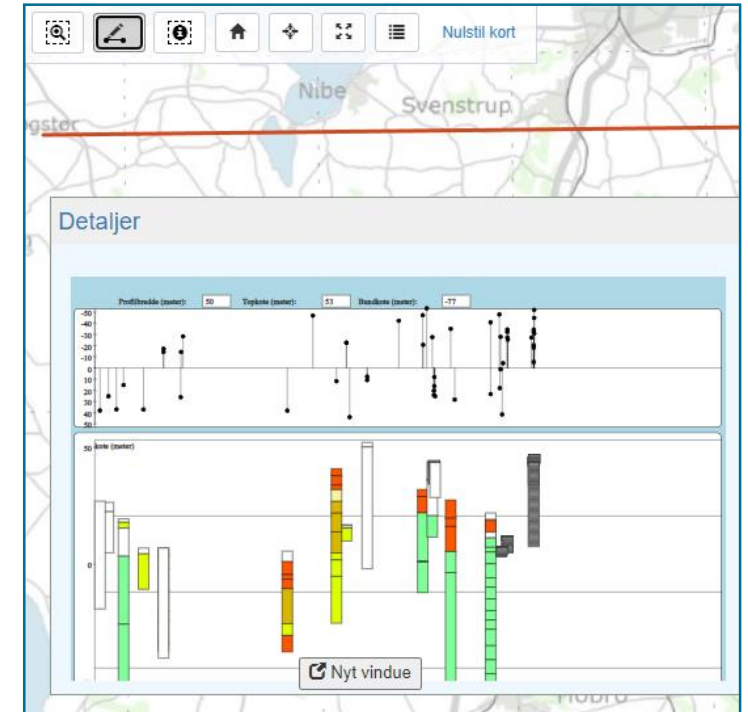 Nulstil kort
Nibe
Svenstrup
gstør
Detaljer
Profilbredde (meter): 50 Topkote (meter): 53 Bundkote (meter): -77
-50
-40
-30
-20
-10
0
10
20
30
40
50
50 kote (meter)
0
Nyt vindue